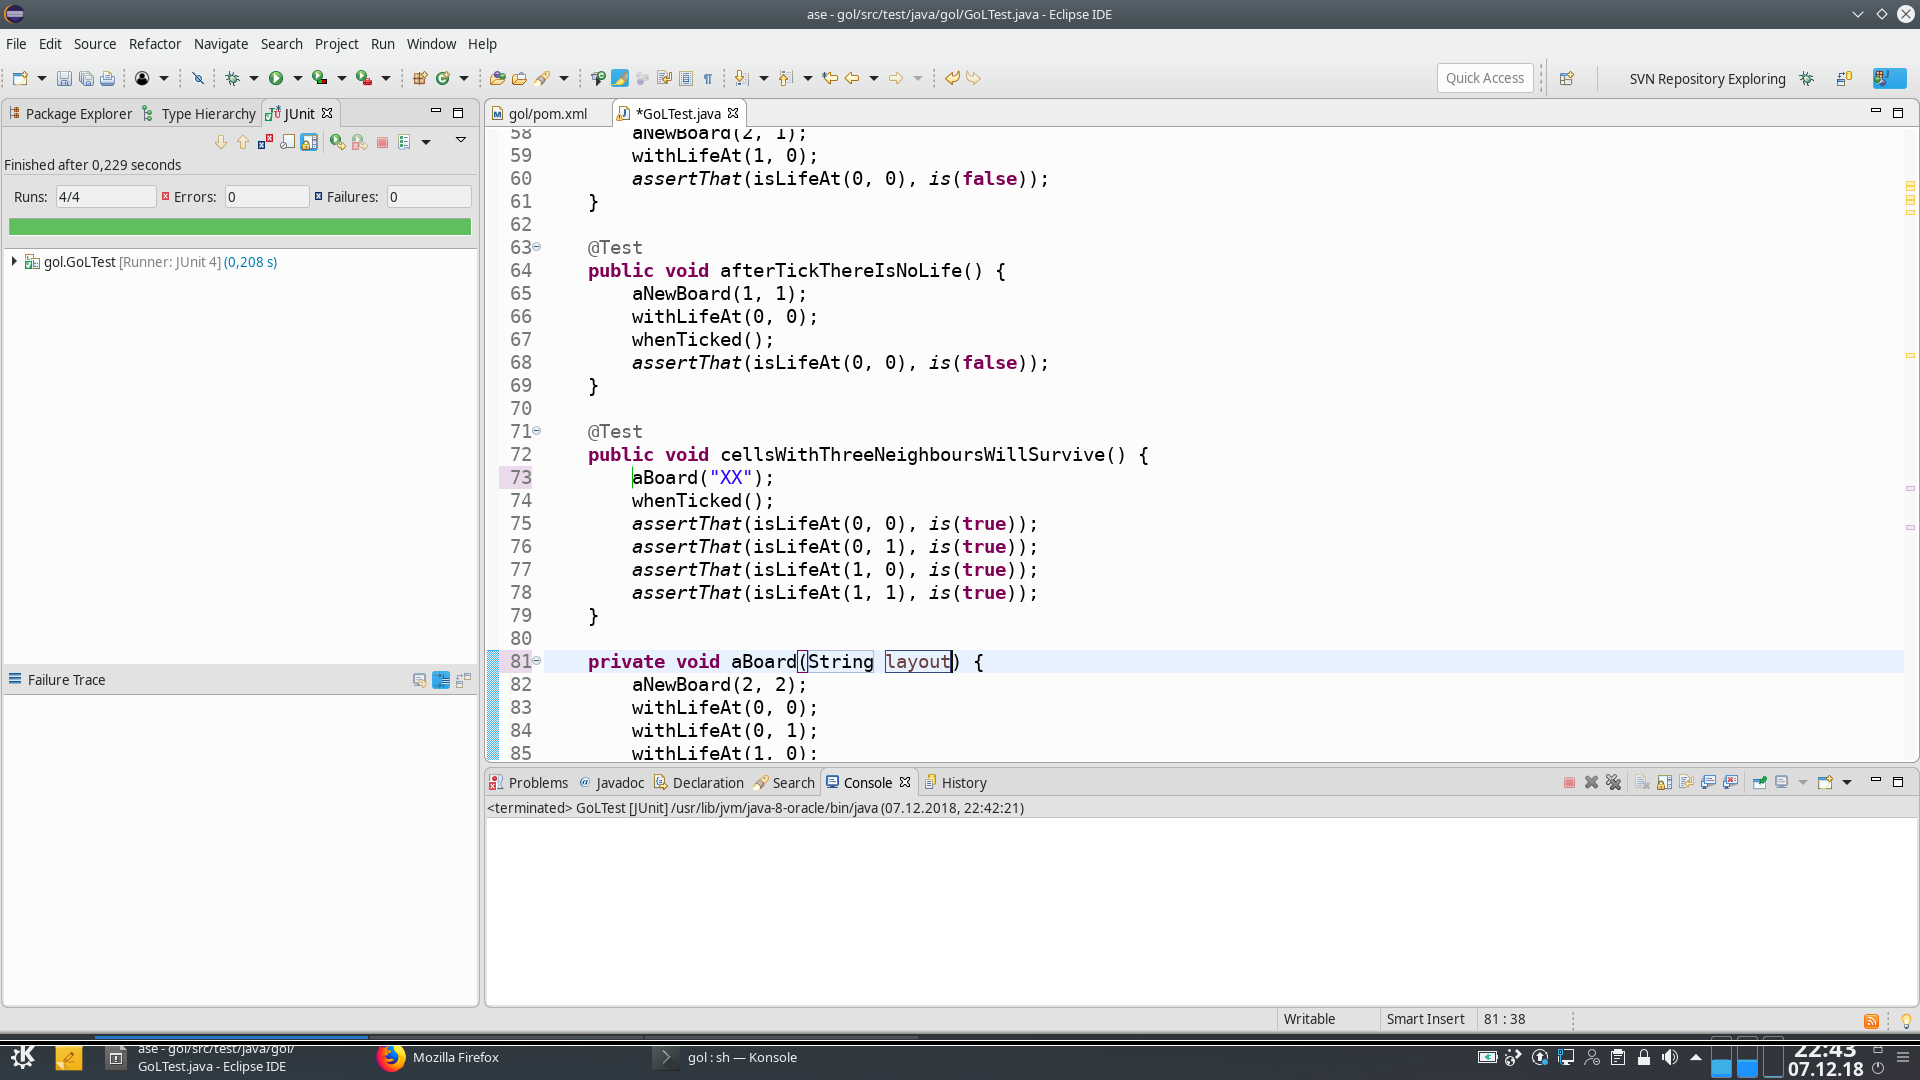 ase - gol/src/test/java/gol/GoLTest.java - Eclipse IDE
File Edit Source Refactor Navigate Search Project Run Window Help
Quick Access
SVN Repository Exploring
Package Explorer Type Hierarchy JUnit
Finished after 0,229 seconds
Runs: 4/4 Errors: 0 Failures: 0
gol.GoLTest [Runner: JUnit 4] (0,208 s)
Failure Trace
gol/pom.xml *GoLTest.java
58 aNewBoard(2, 1);
59 withLifeAt(1, 0);
60 assertThat(isLifeAt(0, 0), is(false));
61 }
62
63 @Test
64 public void afterTickThereIsNoLife() {
65 aNewBoard(1, 1);
66 withLifeAt(0, 0);
67 whenTicked();
68 assertThat(isLifeAt(0, 0), is(false));
69 }
70
71 @Test
72 public void cellsWithThreeNeighboursWillSurvive() {
73 aBoard("XX");
74 whenTicked();
75 assertThat(isLifeAt(0, 0), is(true));
76 assertThat(isLifeAt(0, 1), is(true));
77 assertThat(isLifeAt(1, 0), is(true));
78 assertThat(isLifeAt(1, 1), is(true));
79 }
80
81 private void aBoard(String layout) {
82 aNewBoard(2, 2);
83 withLifeAt(0, 0);
84 withLifeAt(0, 1);
85 withLifeAt(1, 0);
Problems Javadoc Declaration Search Console History
<terminated> GoLTest [JUnit] /usr/lib/jvm/java-8-oracle/bin/java (07.12.2018, 22:42:21)
Writable Smart Insert 81 : 38
ase - gol/src/test/java/gol/
GoLTest.java - Eclipse IDE
Mozilla Firefox
gol : sh — Konsole
22:43
07.12.18